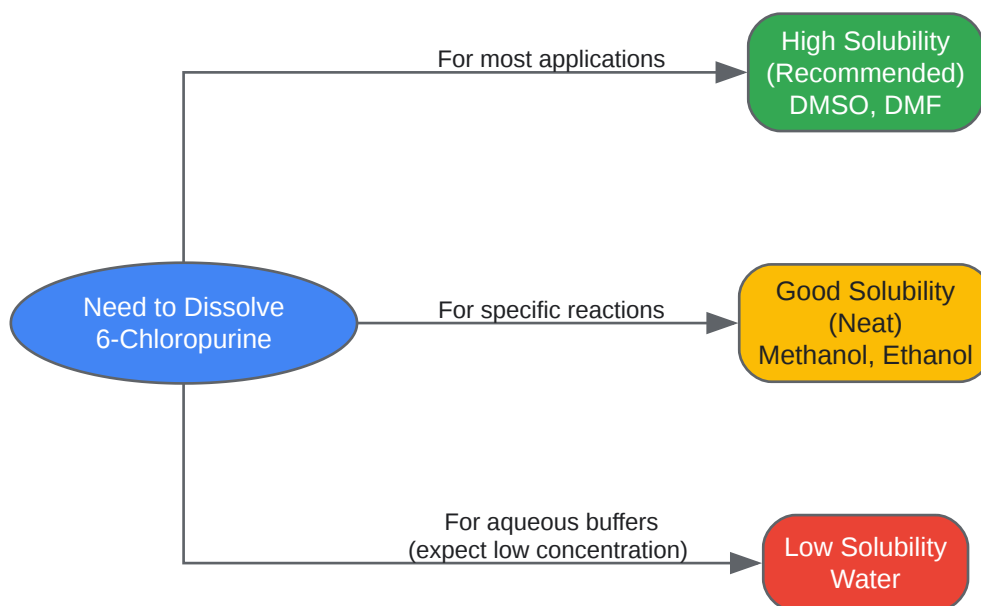 For most applications
High Solubility
(Recommended)
DMSO, DMF
Need to Dissolve
6-Chloropurine
For specific reactions
Good Solubility
(Neat)
Methanol, Ethanol
For aqueous buffers
(expect low concentration)
Low Solubility
Water